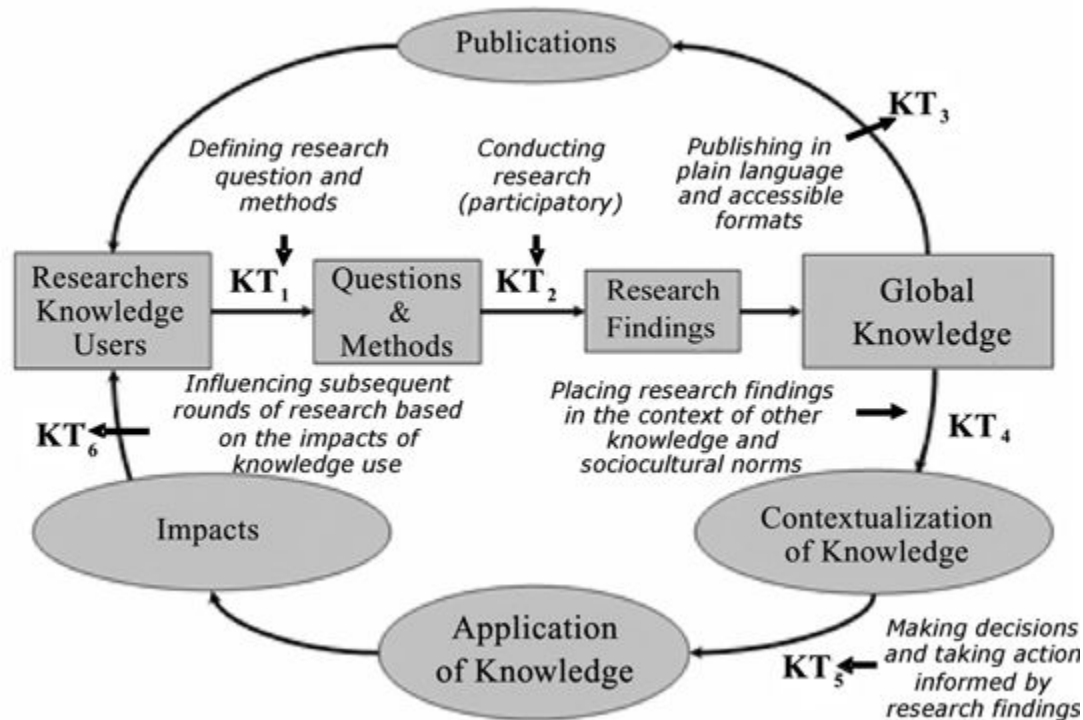 Publications
KT3
Defining research
question and
methods
Conducting
research
(participatory)
Publishing in
plain language
and accessible
formats
Researchers
Knowledge
Users
KT1
Questions
&
Methods
KT2
Research
Findings
Global
Knowledge
Influencing subsequent
rounds of research based
on the impacts of
knowledge use
KT6
Placing research findings
in the context of other
knowledge and
sociocultural norms
KT4
Impacts
Contextualization
of Knowledge
Application
of Knowledge
KT5
Making decisions
and taking action
informed by
research findings